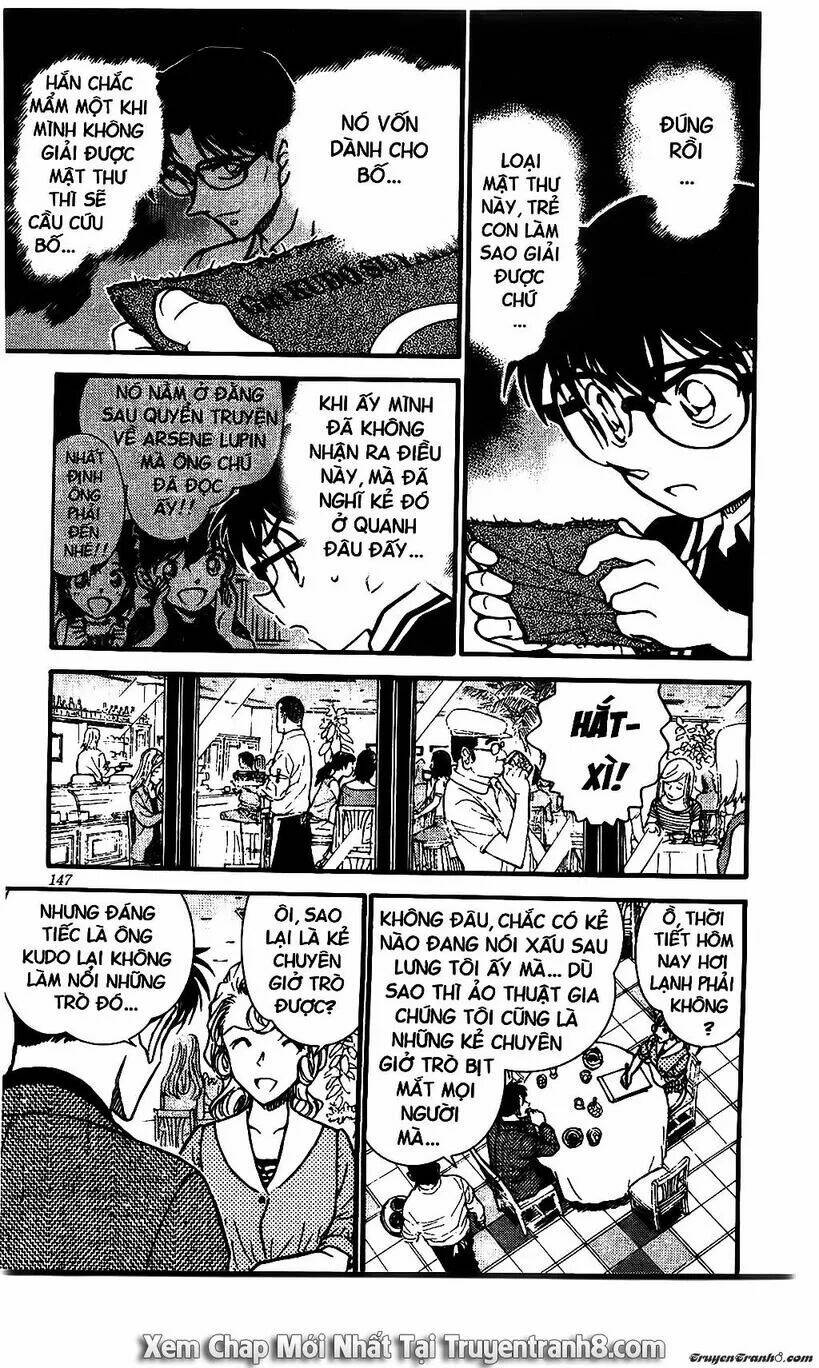 ĐÚNG
RỒI
...
LOẠI
MẬT THƯ
NÀY, TRẺ
CON LÀM
SAO GIẢI
ĐƯỢC
CHỨ
...
NÓ VỐN
DÀNH CHO
BỐ...
HẮN CHẮC
MẨM MỘT KHI
MÌNH KHÔNG
GIẢI ĐƯỢC
MẬT THƯ
THÌ SẼ
CẦU CỨU
BỐ...
KHI ẤY MÌNH
ĐÃ KHÔNG
NHẬN RA ĐIỀU
NÀY, MÀ ĐÃ
NGHĨ KẺ ĐÓ
Ở QUANH
ĐÂU ĐẤY...
NÓ NẰM Ở ĐẰNG
SAU QUYỂN TRUYỆN
VỀ ARSENE LUPIN
MÀ ÔNG CHÚ
ĐÃ ĐỌC
ẤY!!
NHẤT
ĐỊNH
ÔNG
PHẢI
ĐẾN
NHÉ!!
HẮT-
XÌ!
147
Ồ, THỜI
TIẾT HÔM
NAY HƠI
LẠNH PHẢI
KHÔNG
?
KHÔNG ĐÂU, CHẮC CÓ KẺ
NÀO ĐANG NÓI XẤU SAU
LƯNG TÔI ẤY MÀ... DÙ
SAO THÌ ẢO THUẬT GIA
CHÚNG TÔI CŨNG LÀ
NHỮNG KẺ CHUYÊN
GIỞ TRÒ BỊT
MẮT MỌI
NGƯỜI
MÀ...
ÔI, SAO
LẠI LÀ KẺ
CHUYÊN
GIỞ TRÒ
ĐƯỢC?
NHƯNG ĐÁNG
TIẾC LÀ ÔNG
KUDO LẠI KHÔNG
LÀM NỔI NHỮNG
TRÒ ĐÓ...
Xem Chap Mới Nhất Tại Truyentranh8.com
TruyenTranh8.com